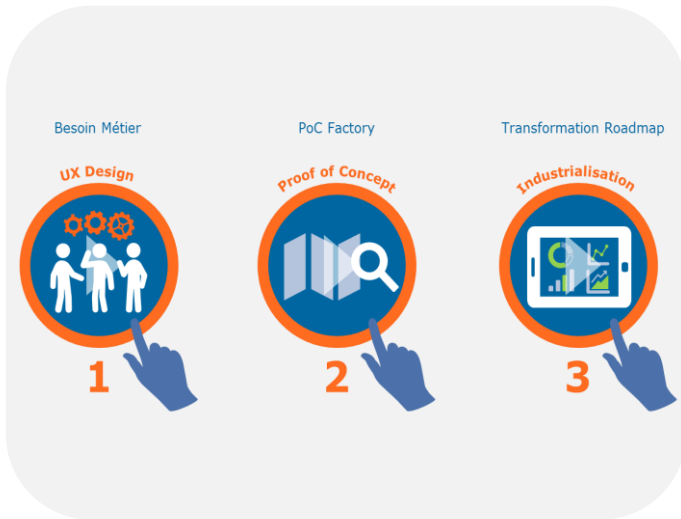 Besoin Métier
UX Design
1
PoC Factory
Proof of Concept
2
Transformation Roadmap
Industrialisation
3